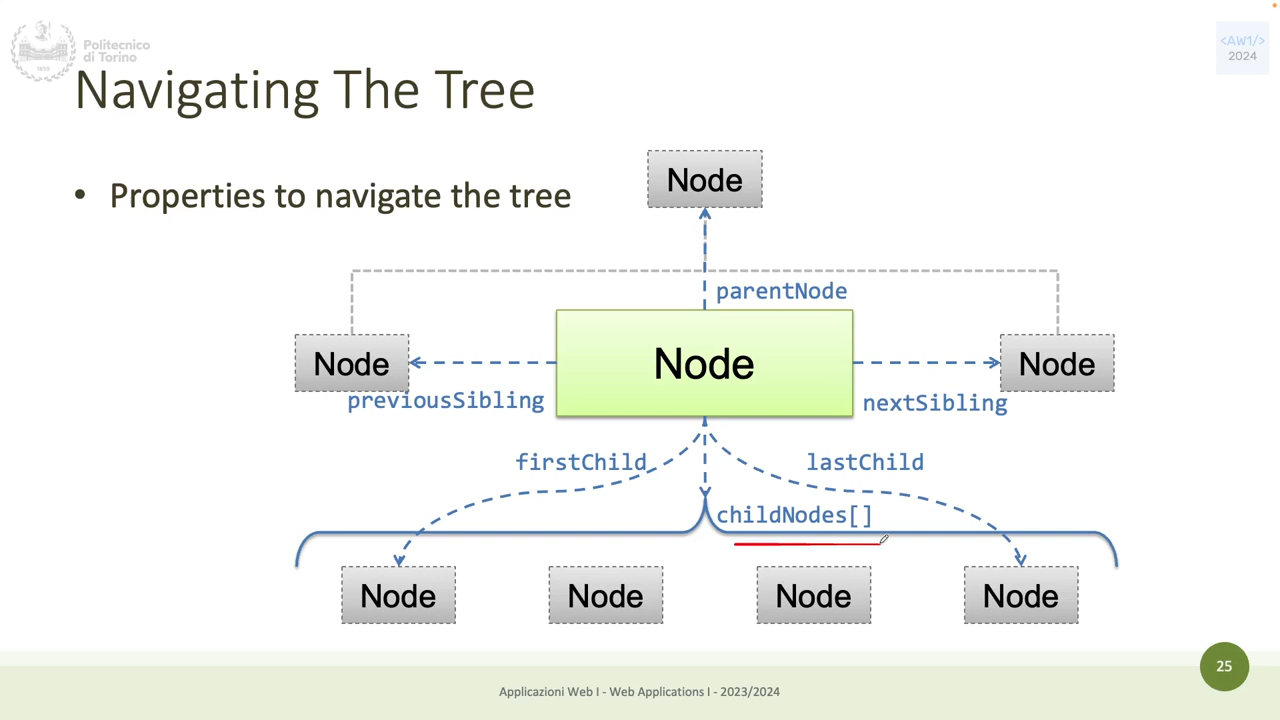 Politecnico
di Torino
1859
<AW1/>
2024
Navigating The Tree
• Properties to navigate the tree
Node
parentNode
Node
Node
Node
previousSibling
nextSibling
firstChild
lastChild
childNodes[]
Node
Node
Node
Node
25
Applicazioni Web I - Web Applications I - 2023/2024